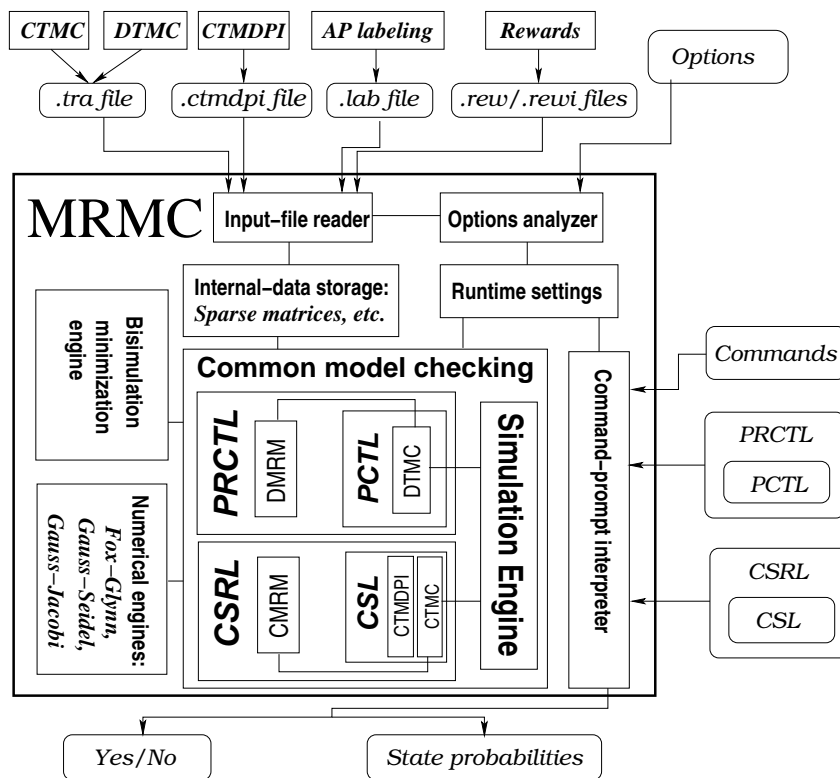 CTMC
DTMC
CTMDPI
AP labeling
Rewards
Options
.tra file
.ctmdpi file
.lab file
.rew/.rewi files
MRMC
Input-file reader
Options analyzer
Internal-data storage:
Sparse matrices, etc.
Runtime settings
Bisimulation
minimization
engine
Common model checking
PRCTL
DMRM
PCTL
DTMC
Simulation Engine
Command-prompt interpreter
Commands
PRCTL
PCTL
Numerical engines:
Fox-Glynn,
Gauss-Seidel,
Gauss-Jacobi
CSRL
CMRM
CSL
CTMDPI
CTMC
CSRL
CSL
Yes/No
State probabilities